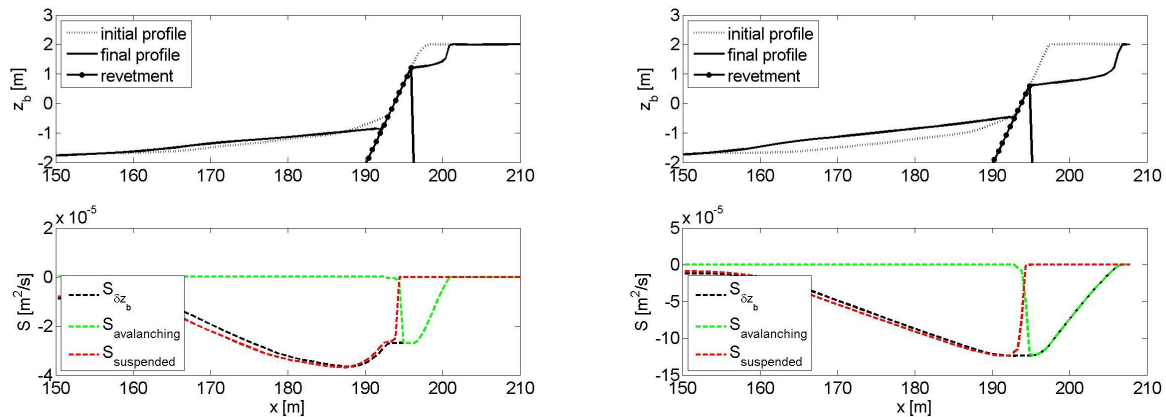 3
2
1
0
-1
-2
z_b [m]
initial profile
final profile
revetment
150 160 170 180 190 200 210
3
2
1
0
-1
-2
z_b [m]
initial profile
final profile
revetment
150 160 170 180 190 200 210
x 10^-5
2
0
-2
-4
S [m²/s]
S_δz_b
S_avalanching
S_suspended
150 160 170 180 190 200 210
x [m]
x 10^-5
5
0
-5
-10
-15
S [m²/s]
S_δz_b
S_avalanching
S_suspended
150 160 170 180 190 200 210
x [m]